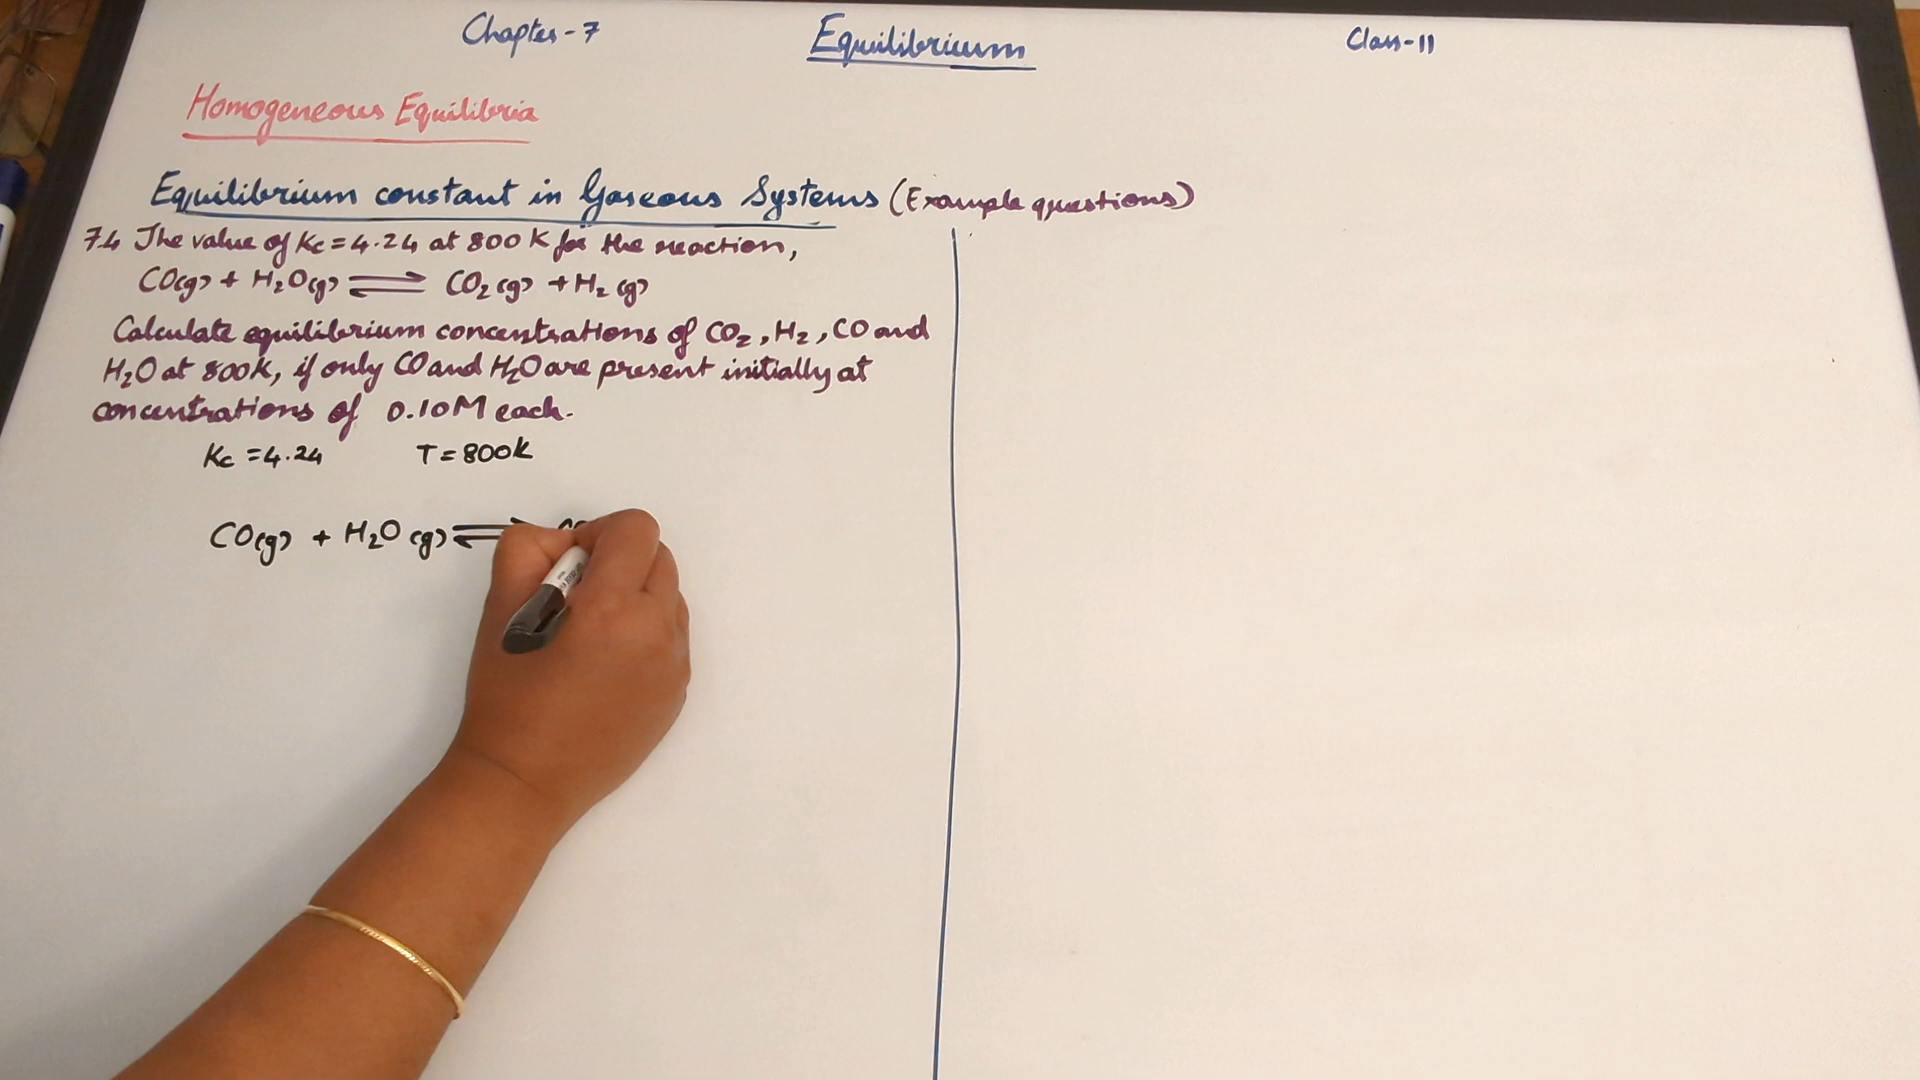 Chapter-7 Equilibrium Class-11
Homogeneous Equilibria
Equilibrium constant in Gaseous Systems (Example questions)
7.4 The value of Kc = 4.24 at 800 K for the reaction,
CO(g) + H₂O(g) ⇌ CO₂(g) + H₂(g)
Calculate equilibrium concentrations of CO₂, H₂, CO and
H₂O at 800K, if only CO and H₂O are present initially at
concentrations of 0.10M each.
Kc = 4.24 T = 800k
CO(g) + H₂O(g) ⇌